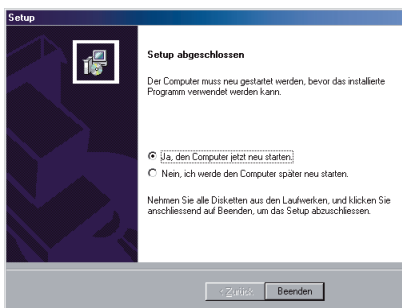 Setup
Setup abgeschlossen
Der Computer muss neu gestartet werden, bevor das installierte
Programm verwendet werden kann.
Ja, den Computer jetzt neu starten.
Nein, ich werde den Computer später neu starten.
Nehmen Sie alle Disketten aus den Laufwerken, und klicken Sie
anschliessend auf Beenden, um das Setup abzuschliessen.
< Zurück Beenden